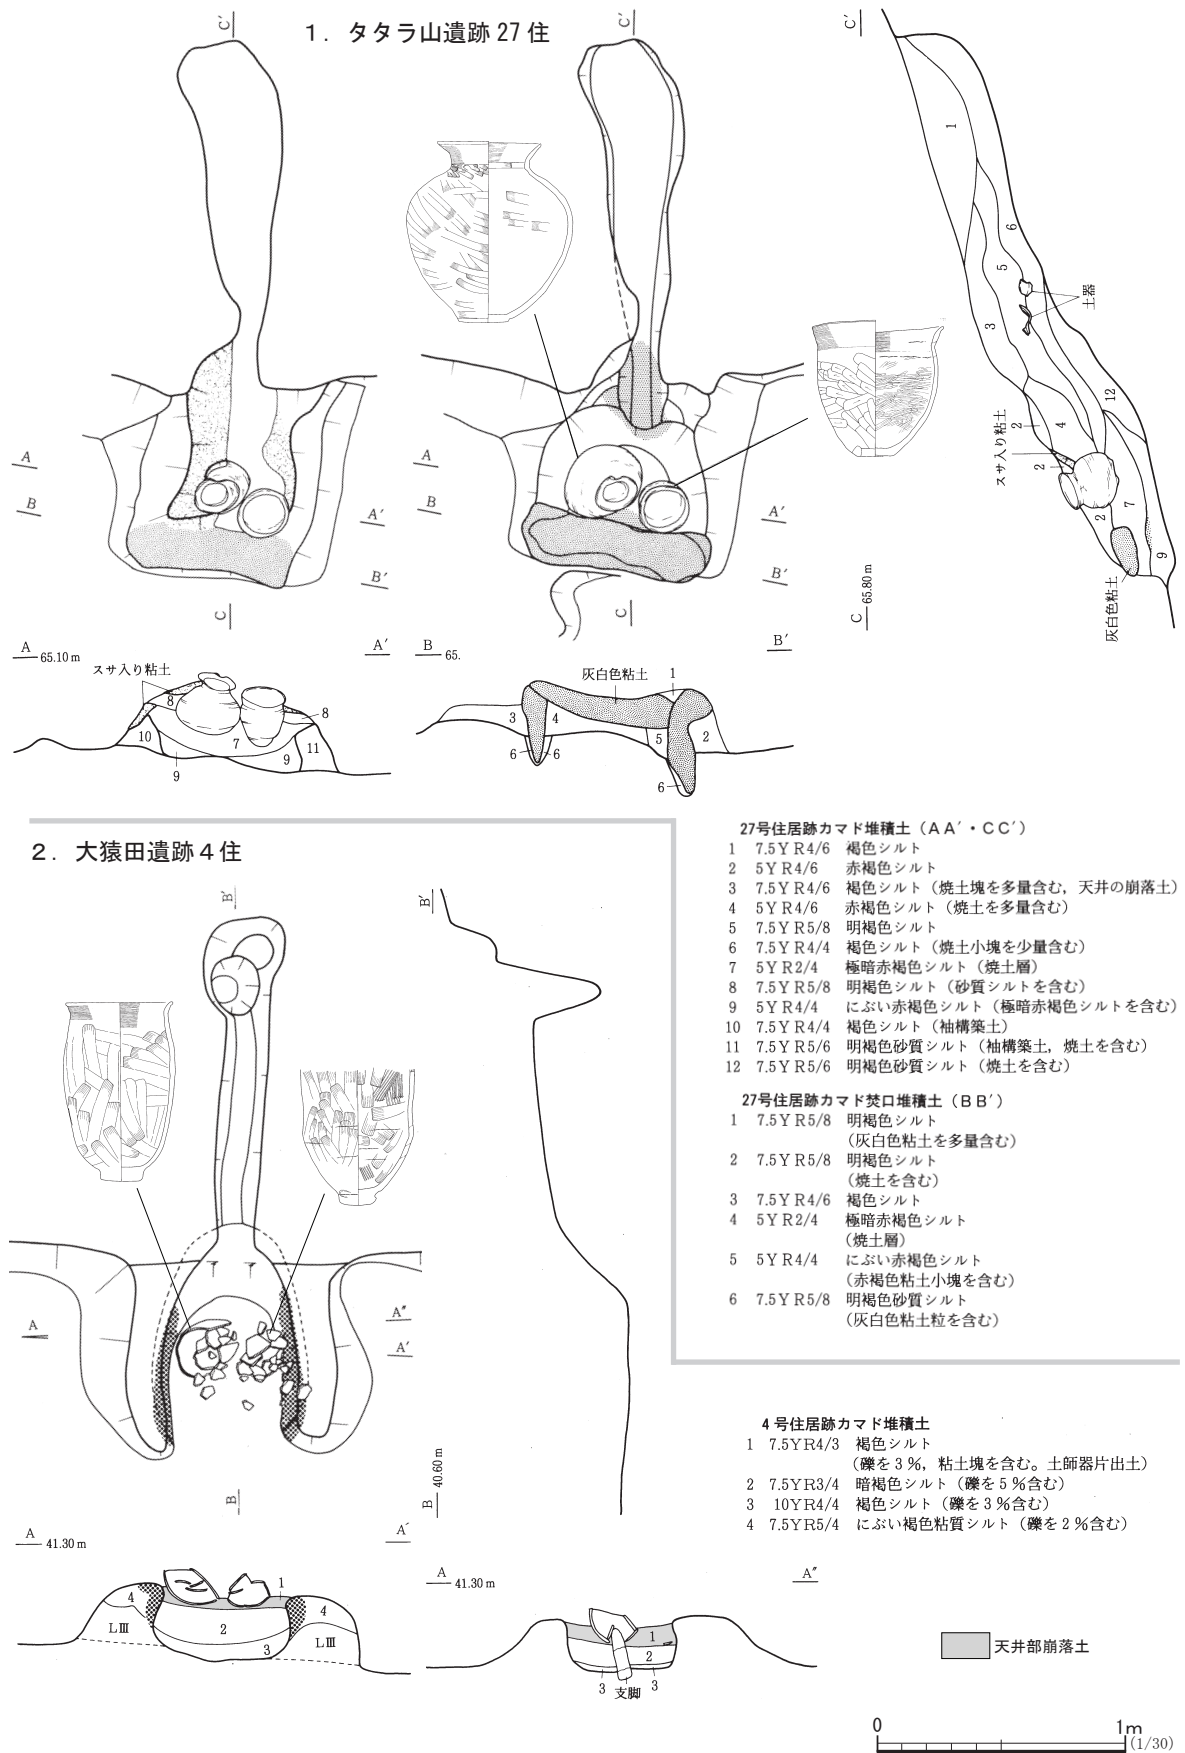 1．タタラ山遺跡 27 住
C′
C′
C′
1
6
5
3
土器
12
スサ入り粘土
2
4
2
2
7
9
灰白色粘土
C 65.80 m
A
B
A′
B′
C
A
B
A′
B′
C
A 65.10 m
A′
スサ入り粘土
8
8
10
7
11
9
9
B 65.
B′
灰白色粘土
1
3
4
5
2
6
6
6
27号住居跡カマド堆積土（AA′・CC′）
1 7.5YR4/6 褐色シルト
2 5YR4/6 赤褐色シルト
3 7.5YR4/6 褐色シルト（焼土塊を多量含む，天井の崩落土）
4 5YR4/6 赤褐色シルト（焼土を多量含む）
5 7.5YR5/8 明褐色シルト
6 7.5YR4/4 褐色シルト（焼土小塊を少量含む）
7 5YR2/4 極暗赤褐色シルト（焼土層）
8 7.5YR5/8 明褐色シルト（砂質シルトを含む）
9 5YR4/4 にぶい赤褐色シルト（極暗赤褐色シルトを含む）
10 7.5YR4/4 褐色シルト（袖構築土）
11 7.5YR5/6 明褐色砂質シルト（袖構築土，焼土を含む）
12 7.5YR5/6 明褐色砂質シルト（焼土を含む）
27号住居跡カマド焚口堆積土（BB′）
1 7.5YR5/8 明褐色シルト
（灰白色粘土を多量含む）
2 7.5YR5/8 明褐色シルト
（焼土を含む）
3 7.5YR4/6 褐色シルト
4 5YR2/4 極暗赤褐色シルト
（焼土層）
5 5YR4/4 にぶい赤褐色シルト
（赤褐色粘土小塊を含む）
6 7.5YR5/8 明褐色砂質シルト
（灰白色粘土粒を含む）
2．大猿田遺跡４住
B′
B′
A
A″
A′
B
B 40.60 m
4号住居跡カマド堆積土
1 7.5YR4/3 褐色シルト
（礫を3％，粘土塊を含む。土師器片出土）
2 7.5YR3/4 暗褐色シルト（礫を5％含む）
3 10YR4/4 褐色シルト（礫を3％含む）
4 7.5YR5/4 にぶい褐色粘質シルト（礫を2％含む）
A 41.30 m
A′
1
4
4
LⅢ
2
LⅢ
3
A 41.30 m
A″
1
2
3
3
支脚
天井部崩落土
0 1m
(1/30)